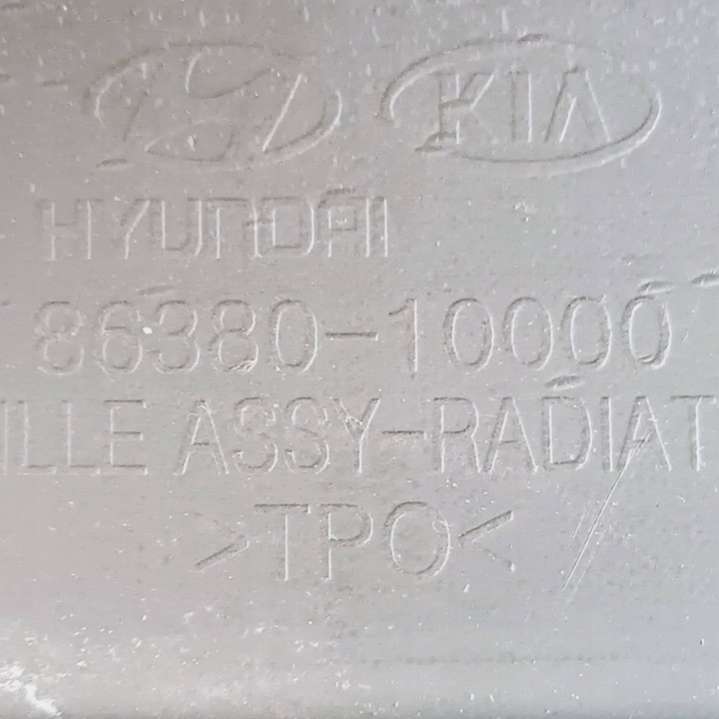 KIA
HYUNDAI
86380-10000
ILLE ASSY-RADIAT
>TPO<